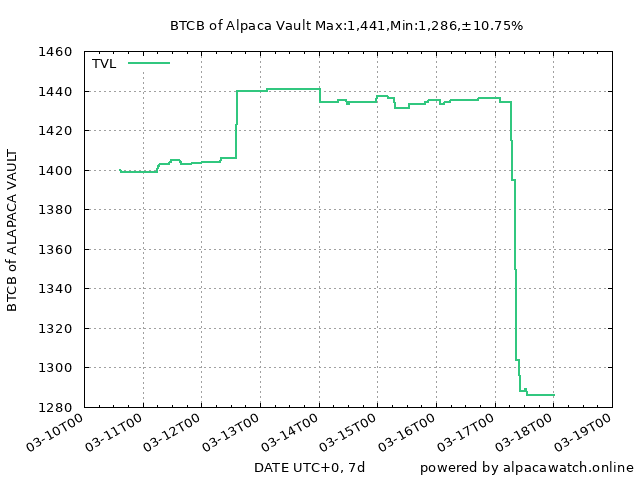 BTCB of Alpaca Vault Max:1,441,Min:1,286,±10.75%
TVL
1460
1440
1420
1400
1380
1360
1340
1320
1300
1280
BTCB of ALAPACA VAULT
03-10T00
03-11T00
03-12T00
03-13T00
03-14T00
03-15T00
03-16T00
03-17T00
03-18T00
03-19T00
DATE UTC+0, 7d
powered by alpacawatch.online